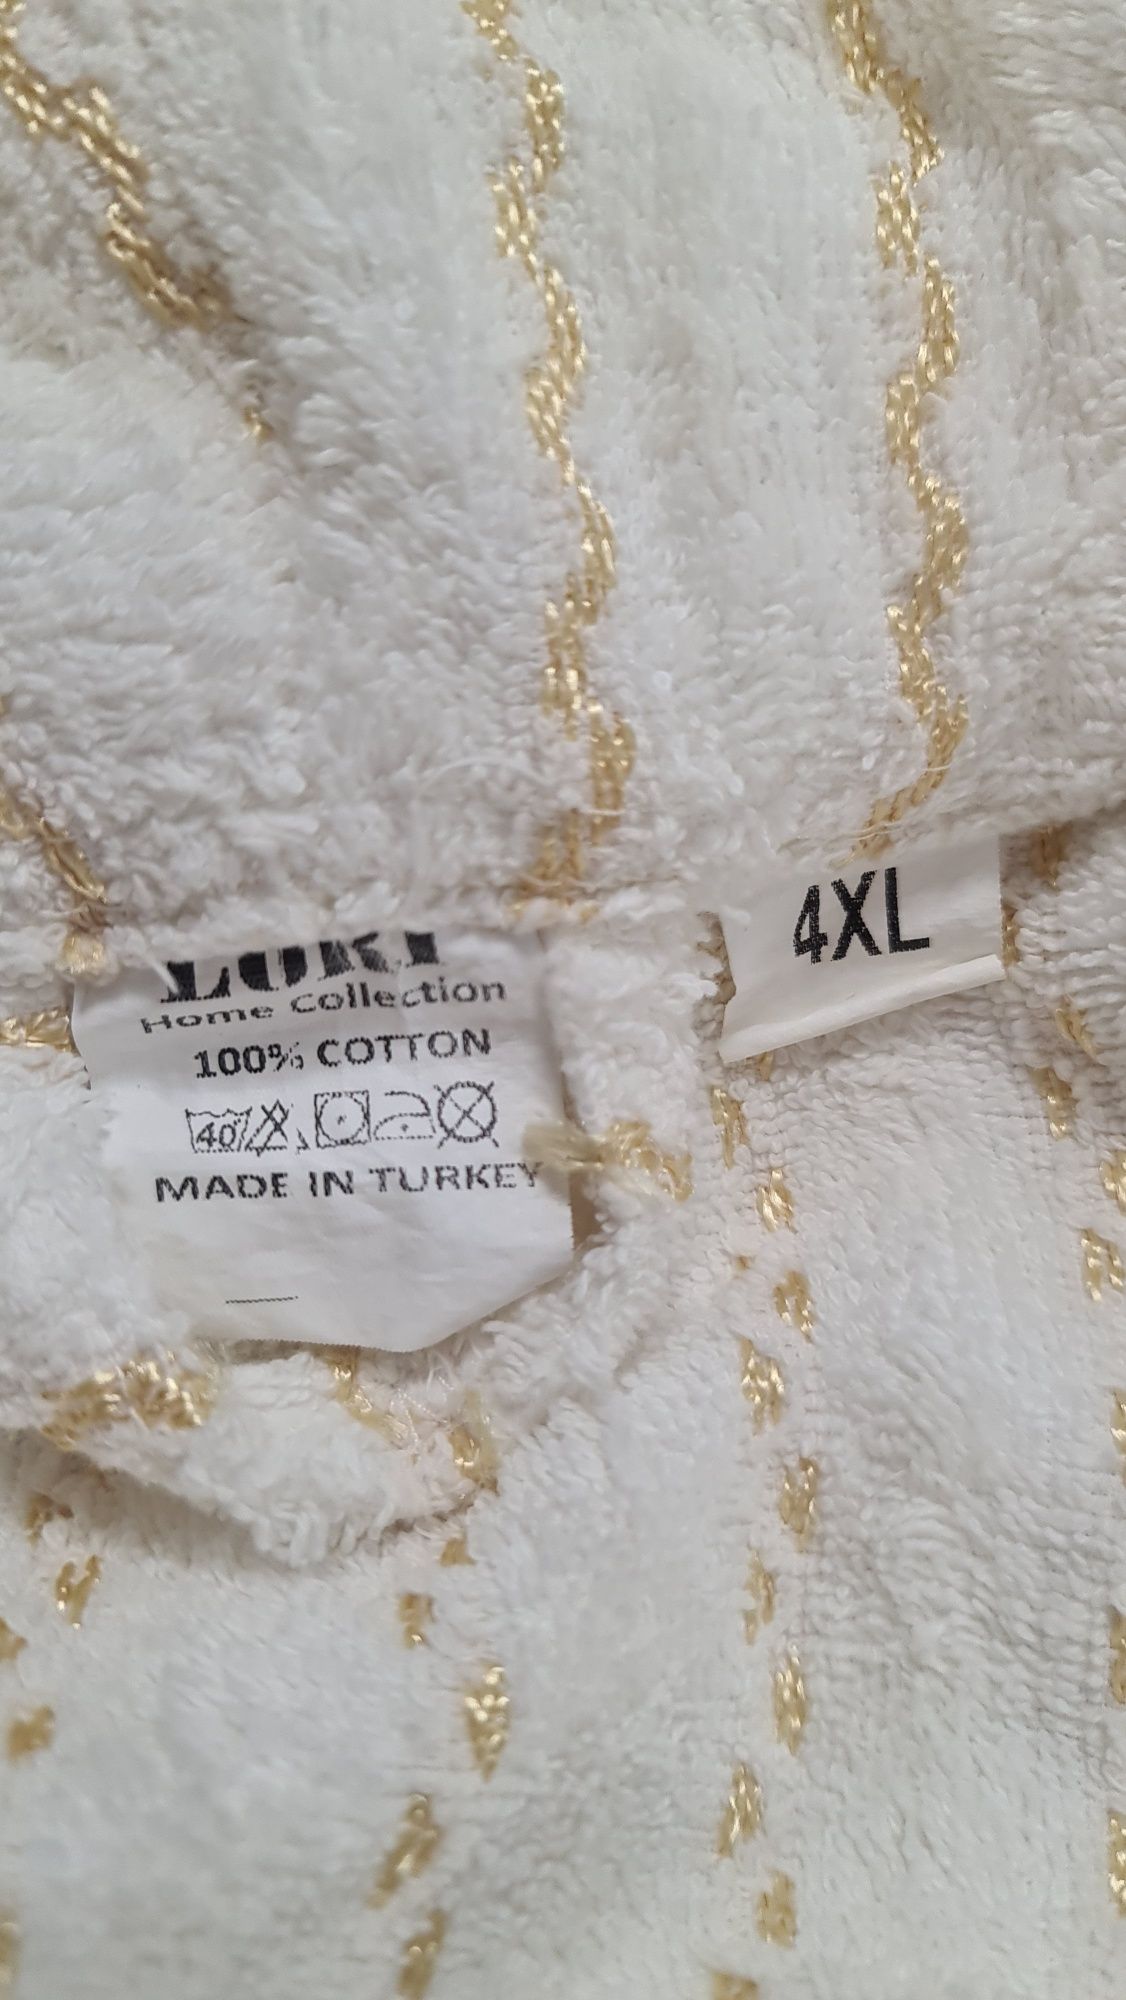 Home Collection
100% COTTON
40
MADE IN TURKEY
4XL